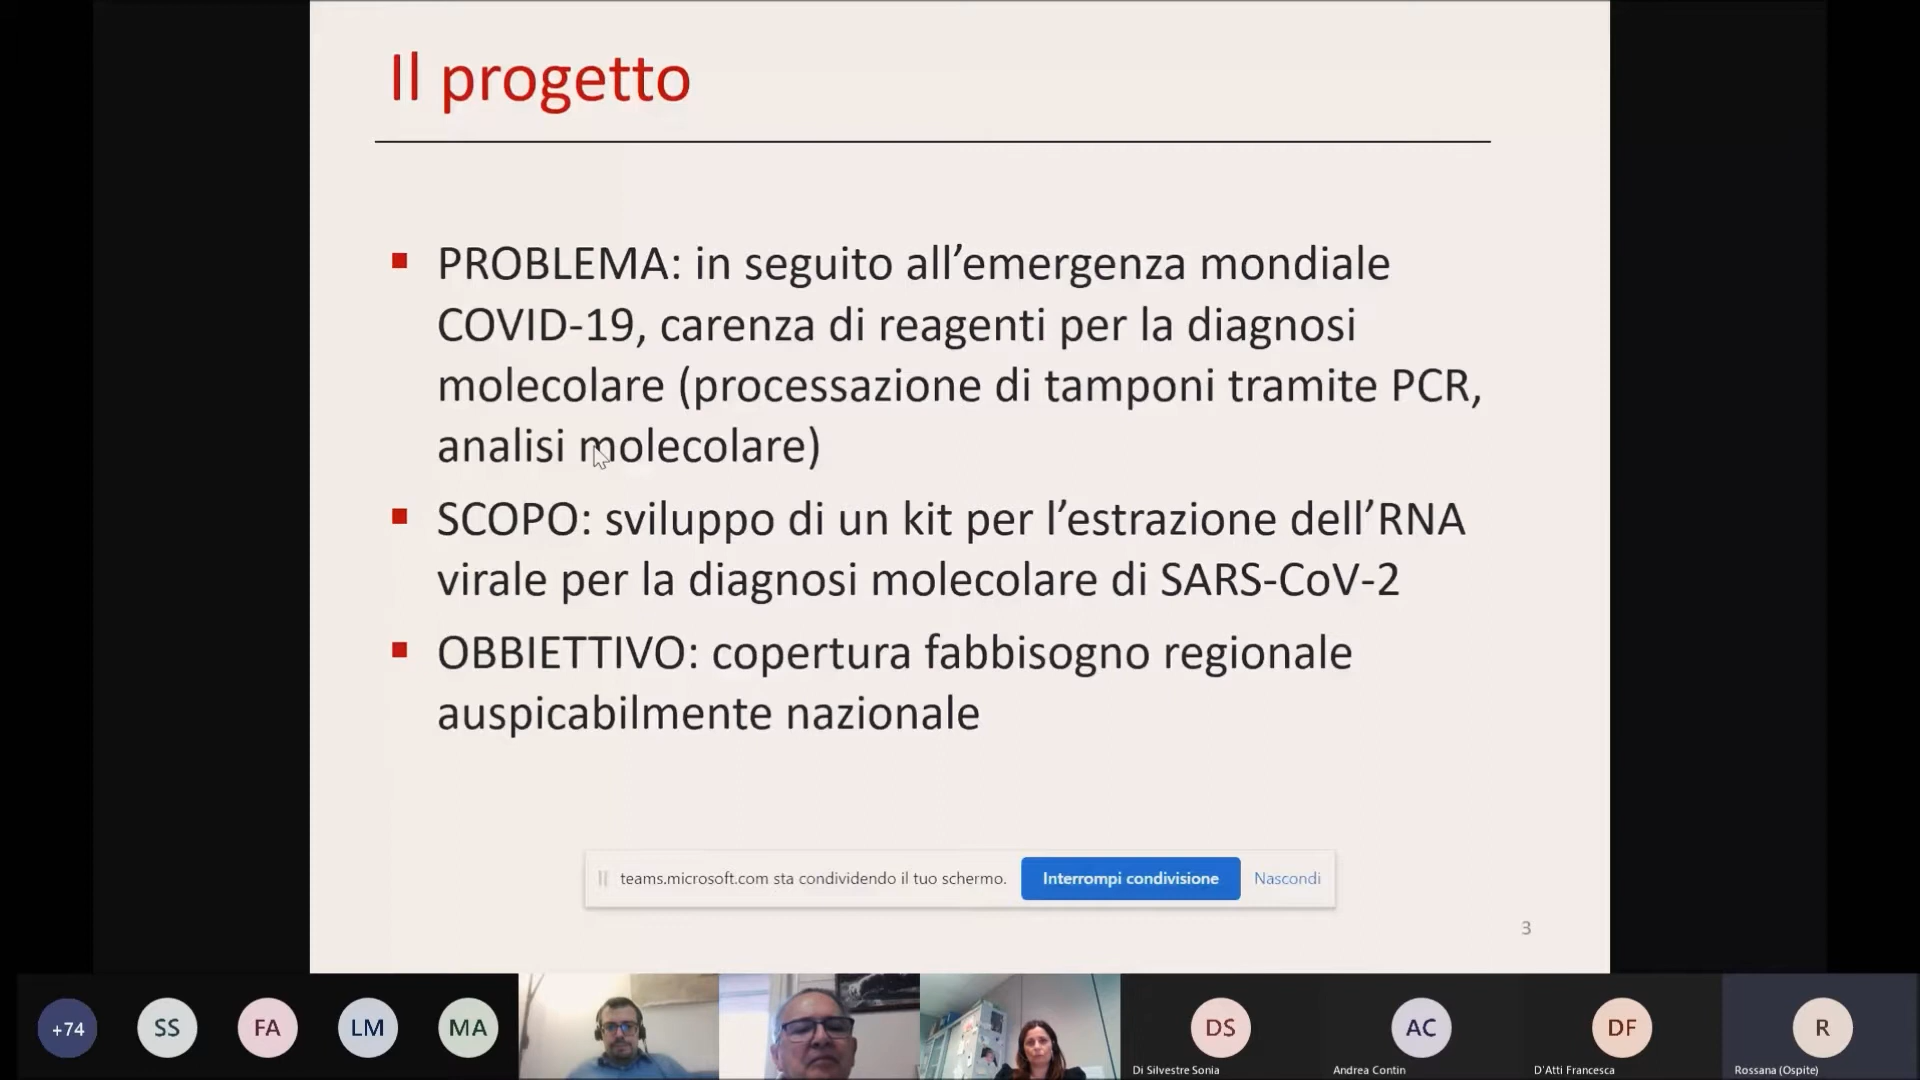 Il progetto
PROBLEMA: in seguito all’emergenza mondiale
COVID-19, carenza di reagenti per la diagnosi
molecolare (processazione di tamponi tramite PCR,
analisi molecolare)
SCOPO: sviluppo di un kit per l’estrazione dell’RNA
virale per la diagnosi molecolare di SARS-CoV-2
OBBIETTIVO: copertura fabbisogno regionale
auspicabilmente nazionale
teams.microsoft.com sta condividendo il tuo schermo. Interrompi condivisione Nascondi
3
+74 SS FA LM MA DS AC DF R
Di Silvestre Sonia Andrea Contin D'Atti Francesca Rossana (Ospite)